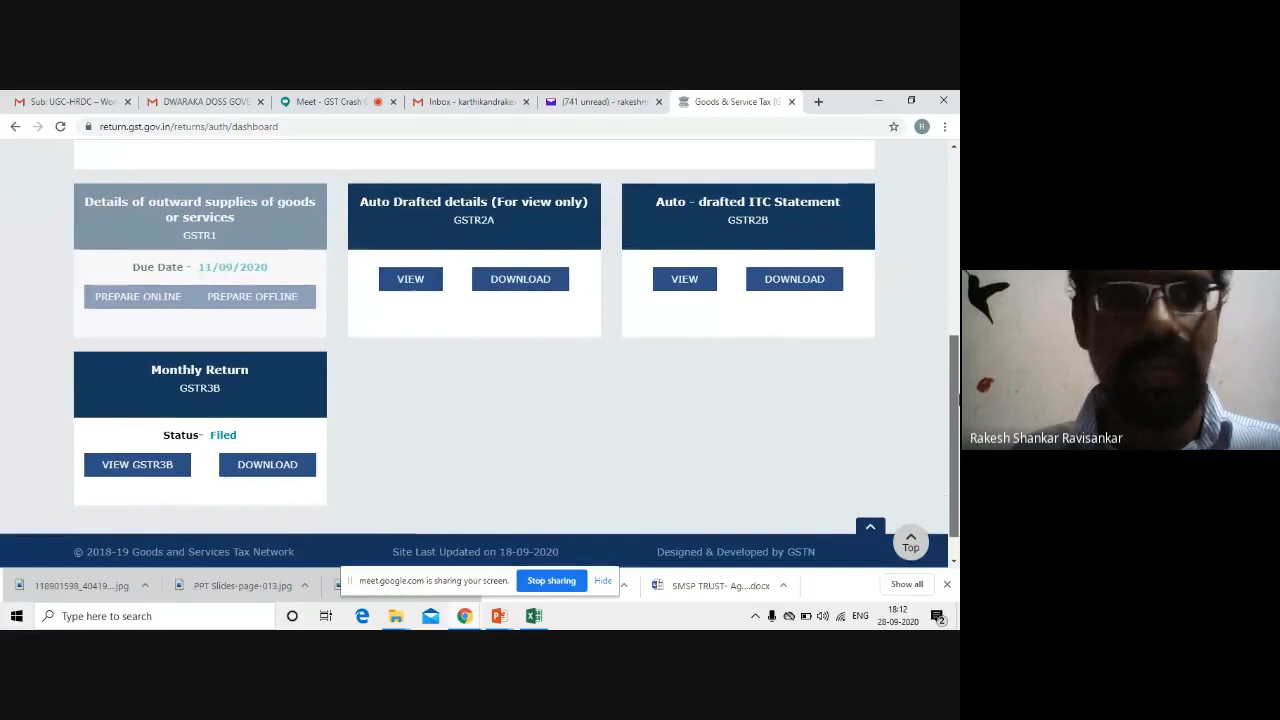 Sub: UGC-HRDC – Wor
DWARAKA DOSS GOVE
Meet - GST Crash C
Inbox - karthikandrakes
(741 unread) - rakeshm
Goods & Service Tax (G
return.gst.gov.in/returns/auth/dashboard
R
Details of outward supplies of goods
or services
GSTR1
Due Date - 11/09/2020
PREPARE ONLINE
PREPARE OFFLINE
Auto Drafted details (For view only)
GSTR2A
VIEW
DOWNLOAD
Auto - drafted ITC Statement
GSTR2B
VIEW
DOWNLOAD
Monthly Return
GSTR3B
Status- Filed
VIEW GSTR3B
DOWNLOAD
Top
© 2018-19 Goods and Services Tax Network
Site Last Updated on 18-09-2020
Designed & Developed by GSTN
118901598_40419....jpg
PPT Slides-page-013.jpg
meet.google.com is sharing your screen.
Stop sharing
Hide
SMSP TRUST- Ag....docx
Show all
Type here to search
ENG
18:12
28-09-2020
2
Rakesh Shankar Ravisankar